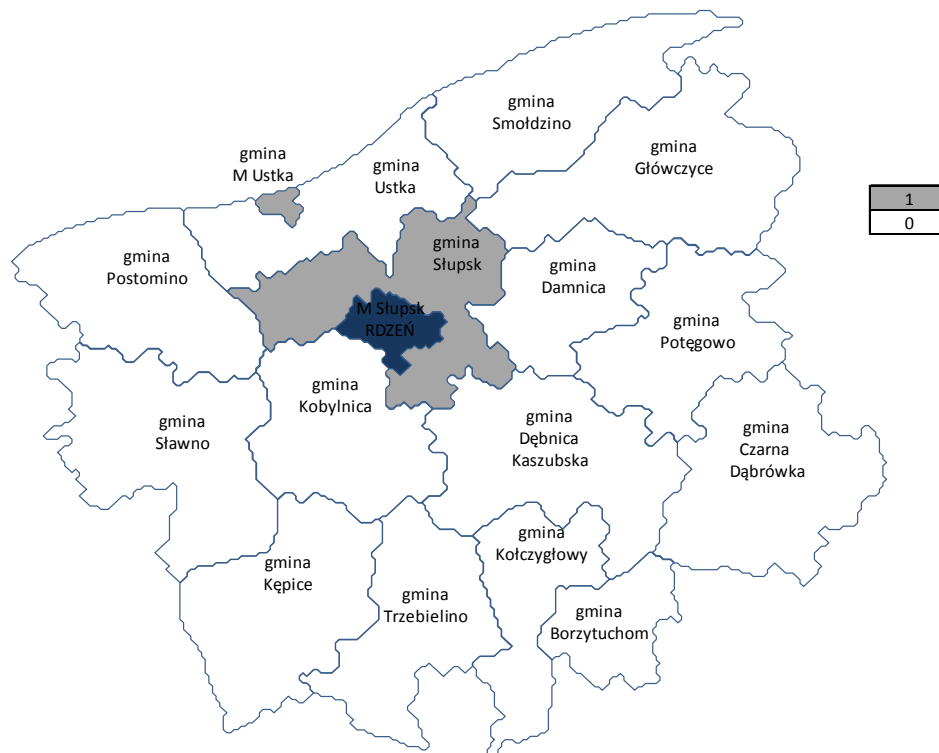 gmina
Smołdzino
gmina
Główczyce
gmina
M Ustka
gmina
Ustka
1
0
gmina
Słupsk
gmina
Postomino
gmina
Damnica
M Słupsk
RDZEŃ
gmina
Potęgowo
gmina
Kobylnica
gmina
Sławno
gmina
Dębnica
Kaszubska
gmina
Czarna
Dąbrówka
gmina
Kołczygłowy
gmina
Kępice
gmina
Trzebielino
gmina
Borzytuchom